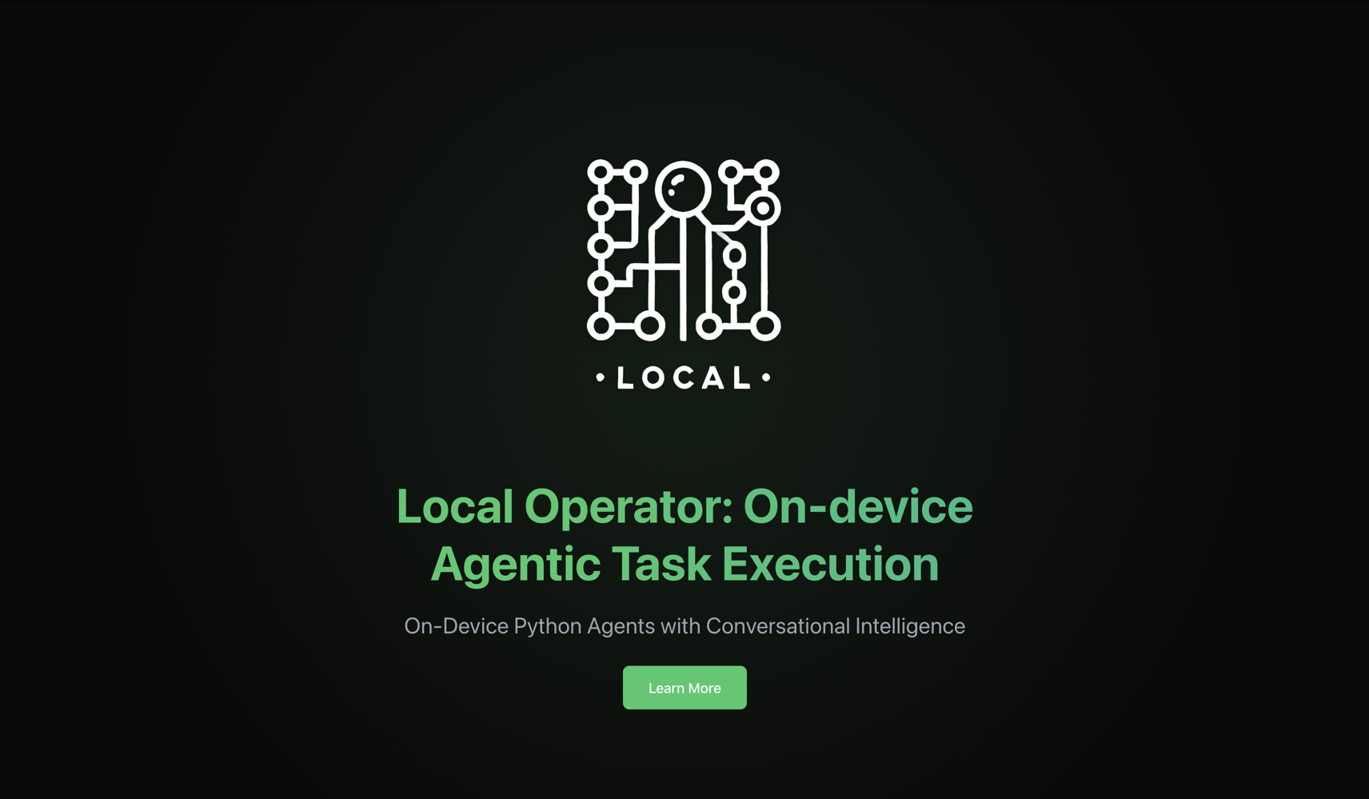 • LOCAL •
Local Operator: On-device
Agentic Task Execution
On-Device Python Agents with Conversational Intelligence
Learn More